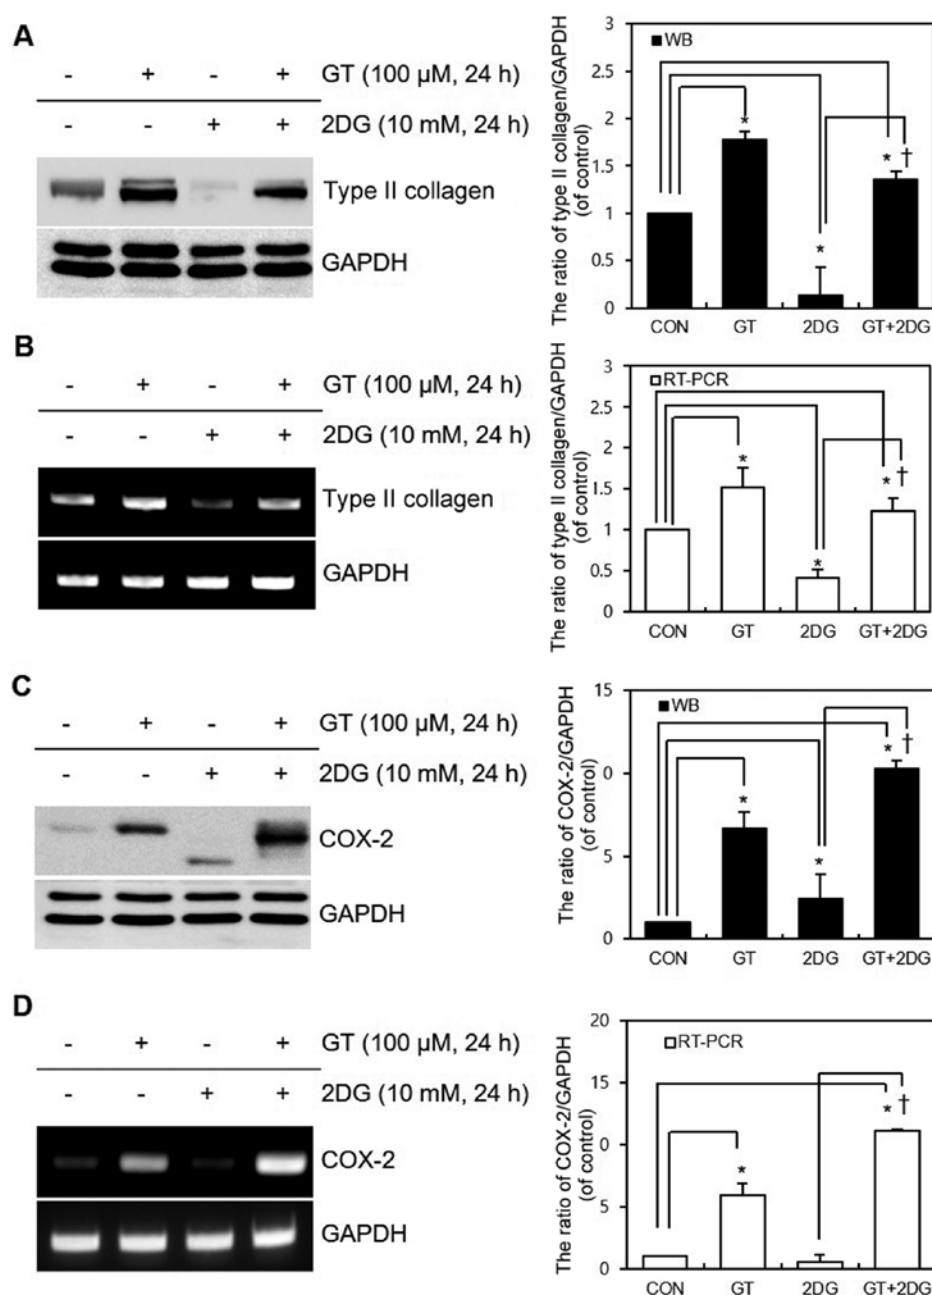 A
- + - + GT (100 µM, 24 h)
- - + + 2DG (10 mM, 24 h)
Type II collagen
GAPDH
The ratio of type II collagen/GAPDH
(of control)
3
2.5
2
1.5
1
0.5
0
■WB
*
*
* †
CON GT 2DG GT+2DG
B
- + - + GT (100 µM, 24 h)
- - + + 2DG (10 mM, 24 h)
Type II collagen
GAPDH
The ratio of type II collagen/GAPDH
(of control)
3
2.5
2
1.5
1
0.5
0
□RT-PCR
*
*
* †
CON GT 2DG GT+2DG
C
- + - + GT (100 µM, 24 h)
- - + + 2DG (10 mM, 24 h)
COX-2
GAPDH
The ratio of COX-2/GAPDH
(of control)
15
0
5
0
■WB
*
*
* †
CON GT 2DG GT+2DG
D
- + - + GT (100 µM, 24 h)
- - + + 2DG (10 mM, 24 h)
COX-2
GAPDH
The ratio of COX-2/GAPDH
(of control)
20
15
0
5
0
□RT-PCR
*
* †
CON GT 2DG GT+2DG